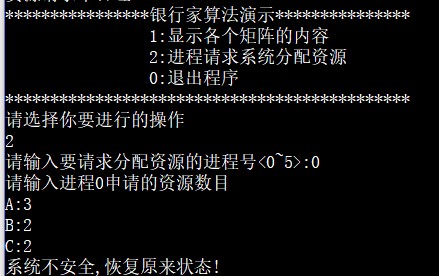 ****************银行家算法演示***************
1:显示各个矩阵的内容
2:进程请求系统分配资源
0:退出程序
*********************************************
请选择你要进行的操作
2
请输入要请求分配资源的进程号<0~5>:0
请输入进程0申请的资源数目
A:3
B:2
C:2
系统不安全,恢复原来状态!